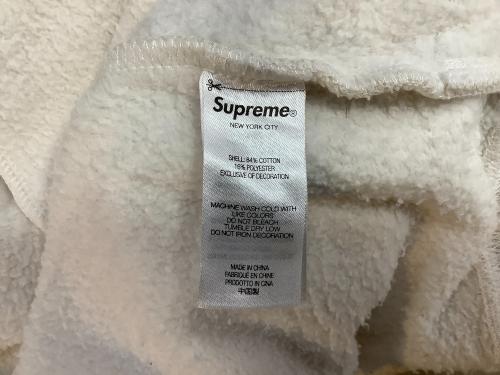 Supreme®
NEW YORK CITY
SHELL: 84% COTTON
16% POLYESTER
EXCLUSIVE OF DECORATION
MACHINE WASH COLD WITH
LIKE COLORS
DO NOT BLEACH
TUMBLE DRY LOW
DO NOT IRON DECORATION
MADE IN CHINA
FABRIQUÉ EN CHINE
PRODOTTO IN CINA
中国製